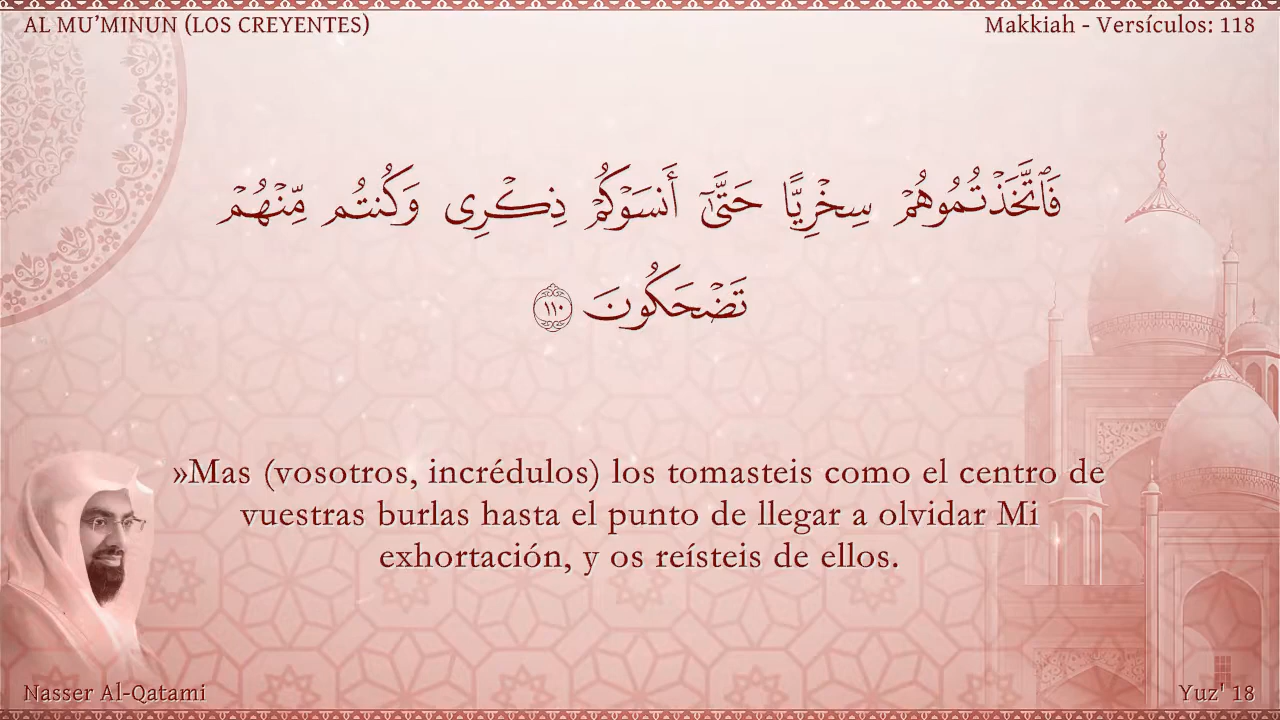 AL MU’MINUN (LOS CREYENTES)
Makkiah - Versículos: 118
فَٱتَّخَذْتُمُوهُمْ سِخْرِيًّا حَتَّىٰٓ أَنسَوْكُمْ ذِكْرِى وَكُنتُم مِّنْهُمْ
تَضْحَكُونَ ١١٠
»Mas (vosotros, incrédulos) los tomasteis como el centro de
vuestras burlas hasta el punto de llegar a olvidar Mi
exhortación, y os reísteis de ellos.
Nasser Al-Qatami
Yuz' 18